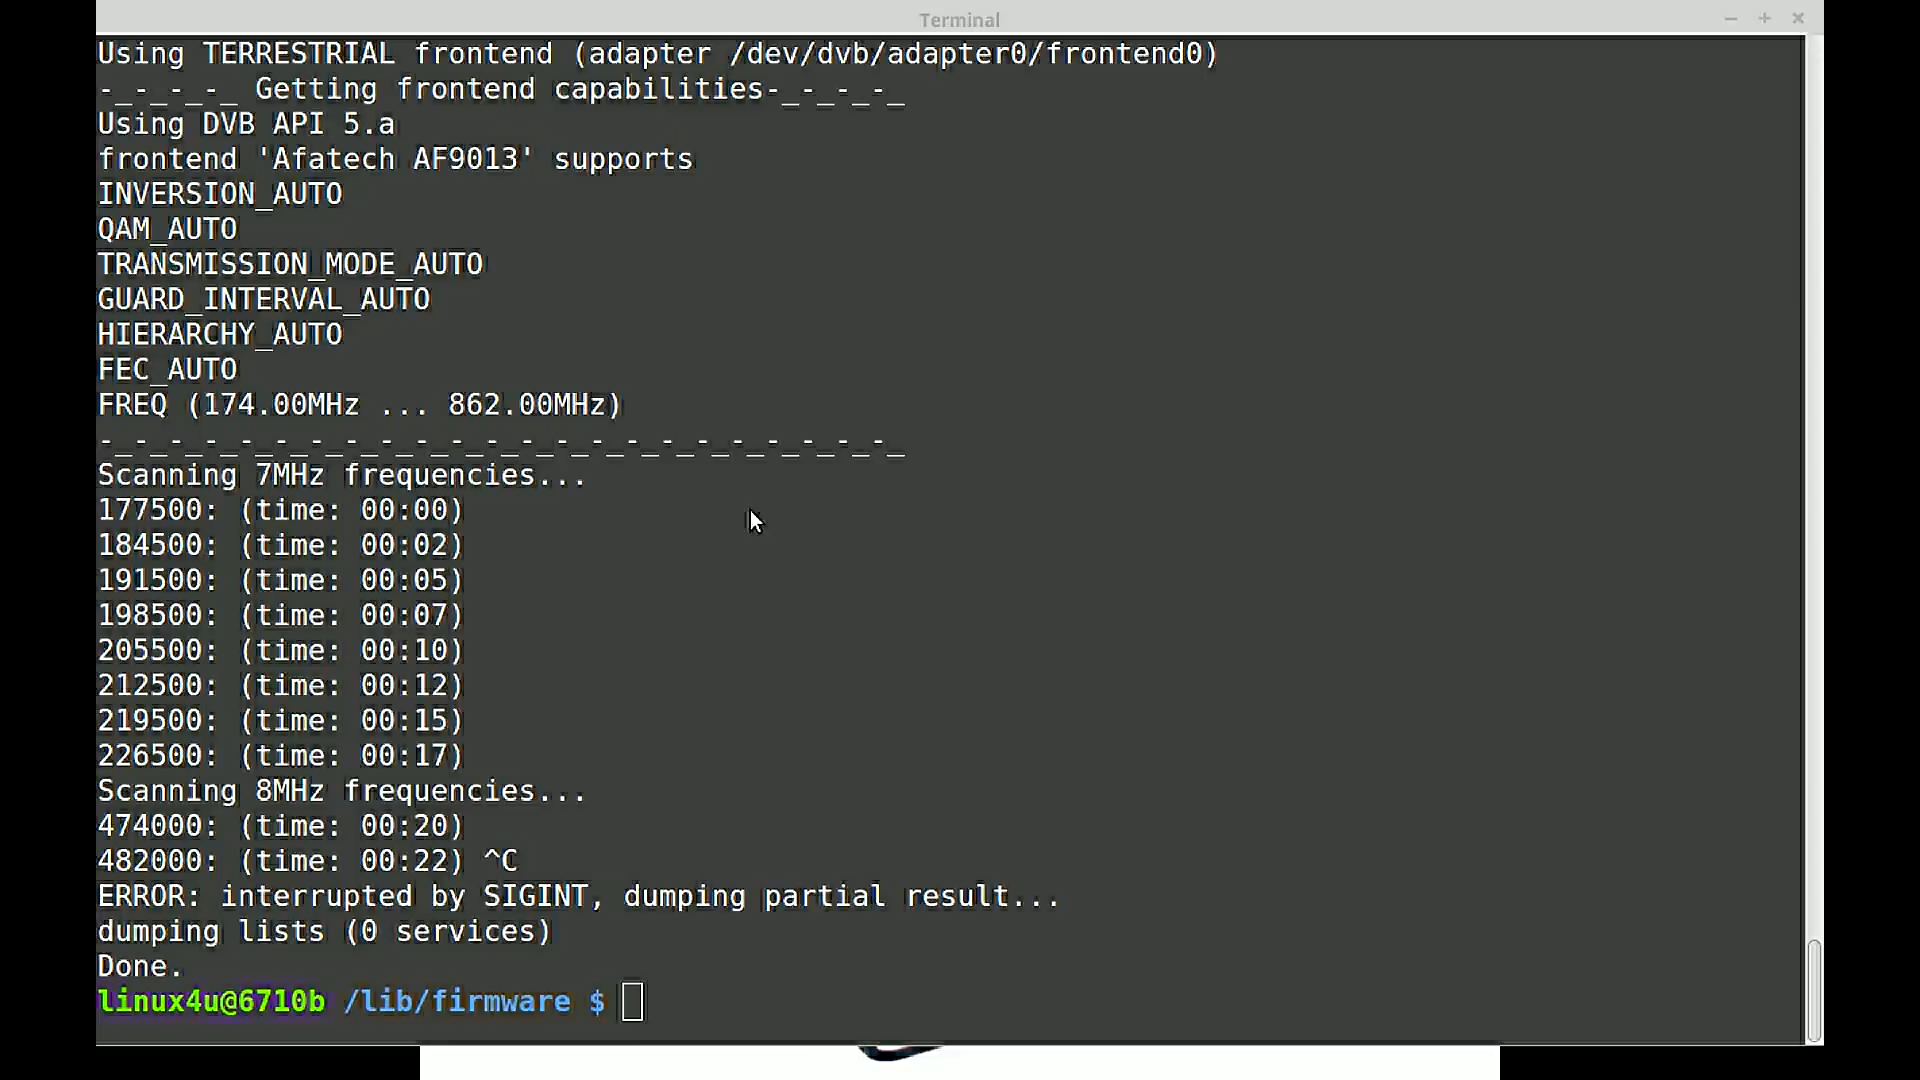 Terminal
Using TERRESTRIAL frontend (adapter /dev/dvb/adapter0/frontend0)
-_-_-_-_ Getting frontend capabilities-_-_-_-_
Using DVB API 5.a
frontend 'Afatech AF9013' supports
INVERSION_AUTO
QAM_AUTO
TRANSMISSION_MODE_AUTO
GUARD_INTERVAL_AUTO
HIERARCHY_AUTO
FEC_AUTO
FREQ (174.00MHz ... 862.00MHz)
-_-_-_-_-_-_-_-_-_-_-_-_-_-_-_-_-_-_-_-_-_-_-_
Scanning 7MHz frequencies...
177500: (time: 00:00)
184500: (time: 00:02)
191500: (time: 00:05)
198500: (time: 00:07)
205500: (time: 00:10)
212500: (time: 00:12)
219500: (time: 00:15)
226500: (time: 00:17)
Scanning 8MHz frequencies...
474000: (time: 00:20)
482000: (time: 00:22) ^C
ERROR: interrupted by SIGINT, dumping partial result...
dumping lists (0 services)
Done.
linux4u@6710b /lib/firmware $